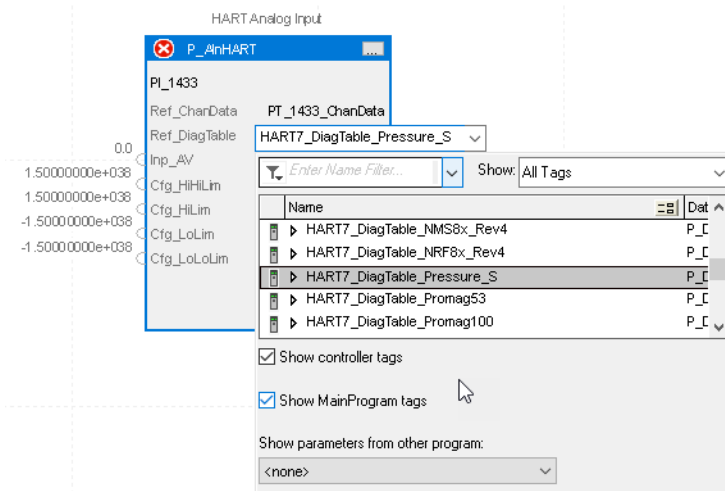 HART Analog Input
P_AInHART
...
PI_1433
Ref_ChanData PT_1433_ChanData
Ref_DiagTable HART7_DiagTable_Pressure_S
0.0 Inp_AV
Enter Name Filter... Show: All Tags
1.50000000e+038 Cfg_HiHiLim
1.50000000e+038 Cfg_HiLim
-1.50000000e+038 Cfg_LoLim
-1.50000000e+038 Cfg_LoLoLim
Name Dat
HART7_DiagTable_NMS8x_Rev4 P_D
HART7_DiagTable_NRF8x_Rev4 P_D
HART7_DiagTable_Pressure_S P_D
HART7_DiagTable_Promag53 P_D
HART7_DiagTable_Promag100 P_D
Show controller tags
Show MainProgram tags
Show parameters from other program:
<none>